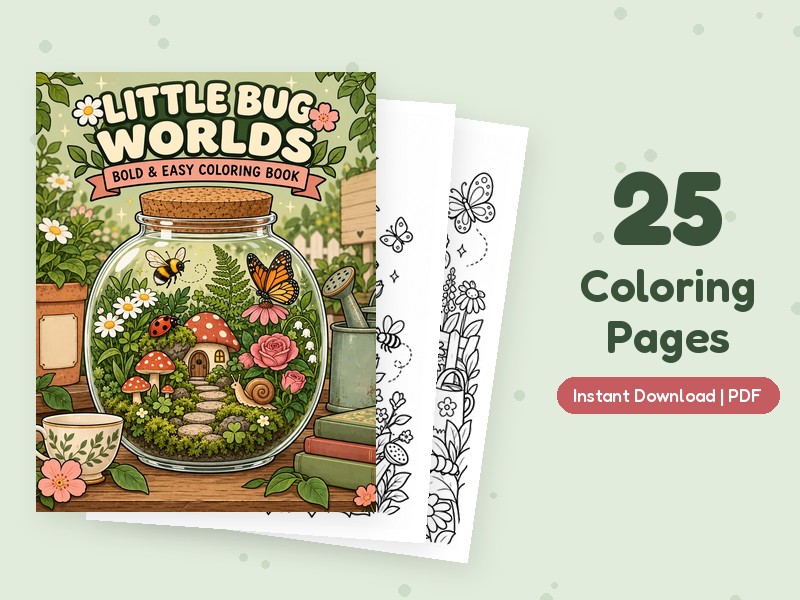 LITTLE BUG
WORLDS
BOLD & EASY COLORING BOOK
25
Coloring
Pages
Instant Download | PDF